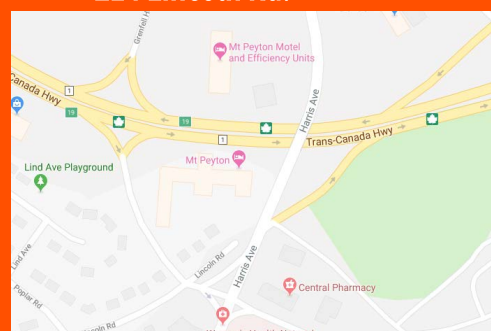 Grenfell H
Mt Peyton Motel
and Efficiency Units
Canada Hwy
1
19
19
1
Trans-Canada Hwy
Harris Ave
Mt Peyton
Lind Ave Playground
Lincoln Rd
Harris Ave
Lind Ave
Poplar Rd
Central Pharmacy